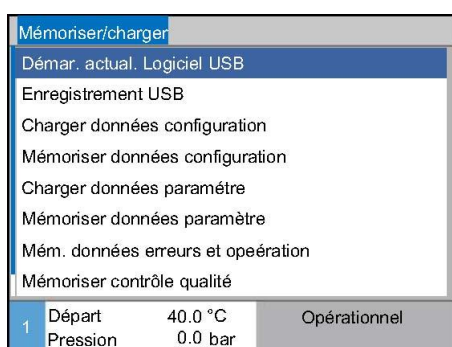 Mémoriser/charger
Démar. actual. Logiciel USB
Enregistrement USB
Charger données configuration
Mémoriser données configuration
Charger données paramétre
Mémoriser données paramètre
Mém. données erreurs et opeération
Mémoriser contrôle qualité
1 Départ 40.0 °C Opérationnel
Pression 0.0 bar